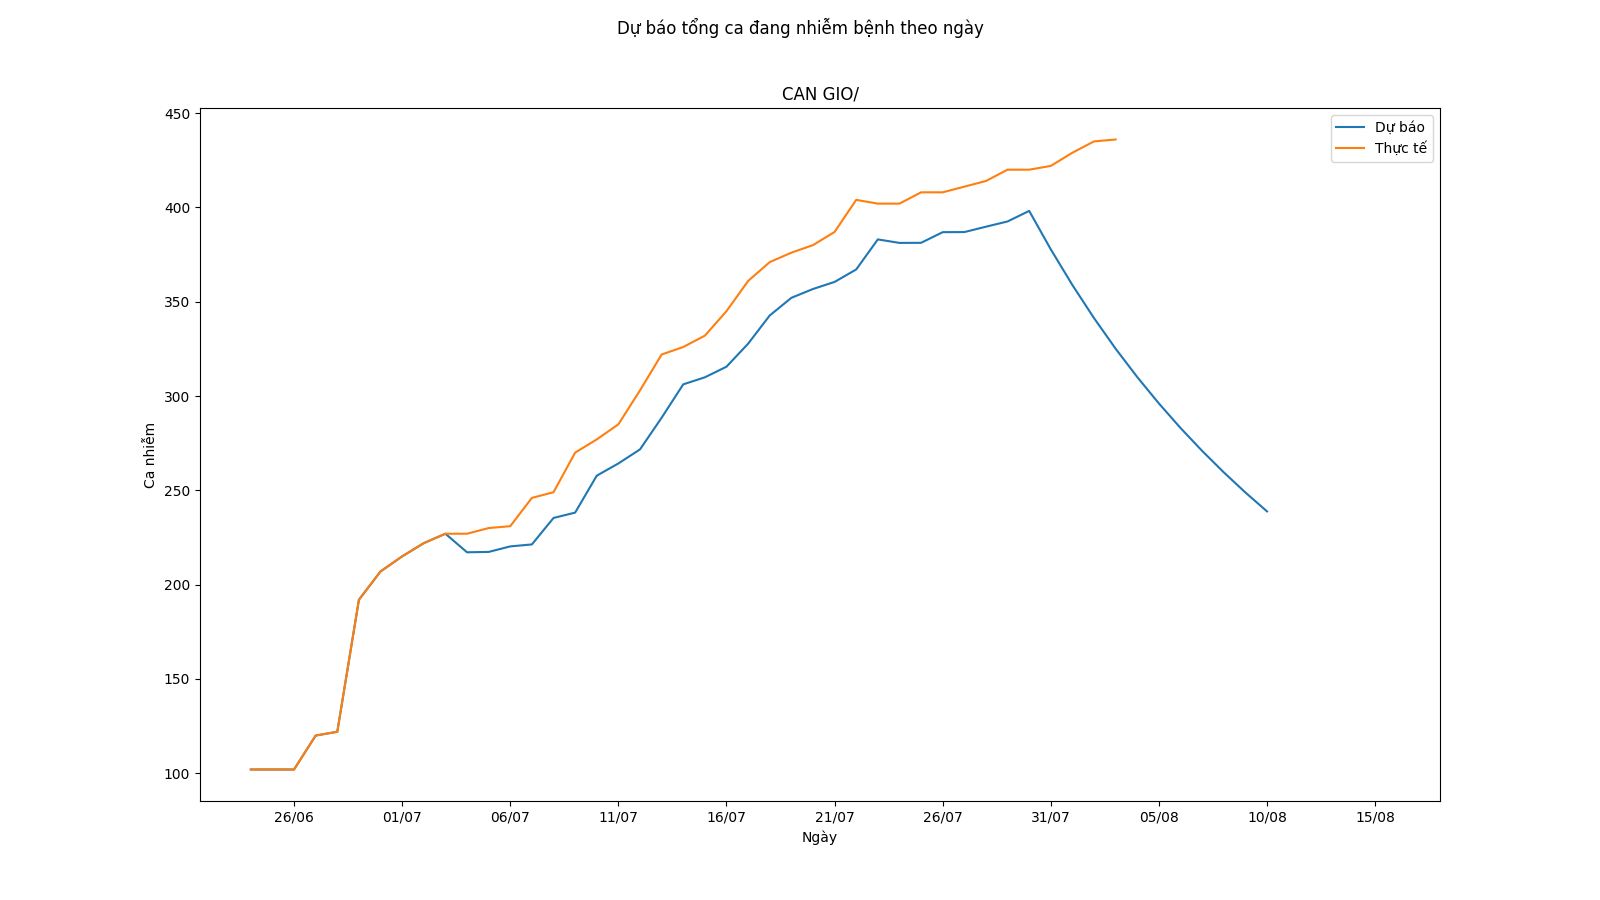 Dự báo tổng ca đang nhiễm bệnh theo ngày
CAN GIO/
450
400
350
300
250
200
150
100
Ca nhiễm
Dự báo
Thực tế
26/06 01/07 06/07 11/07 16/07 21/07 26/07 31/07 05/08 10/08 15/08
Ngày